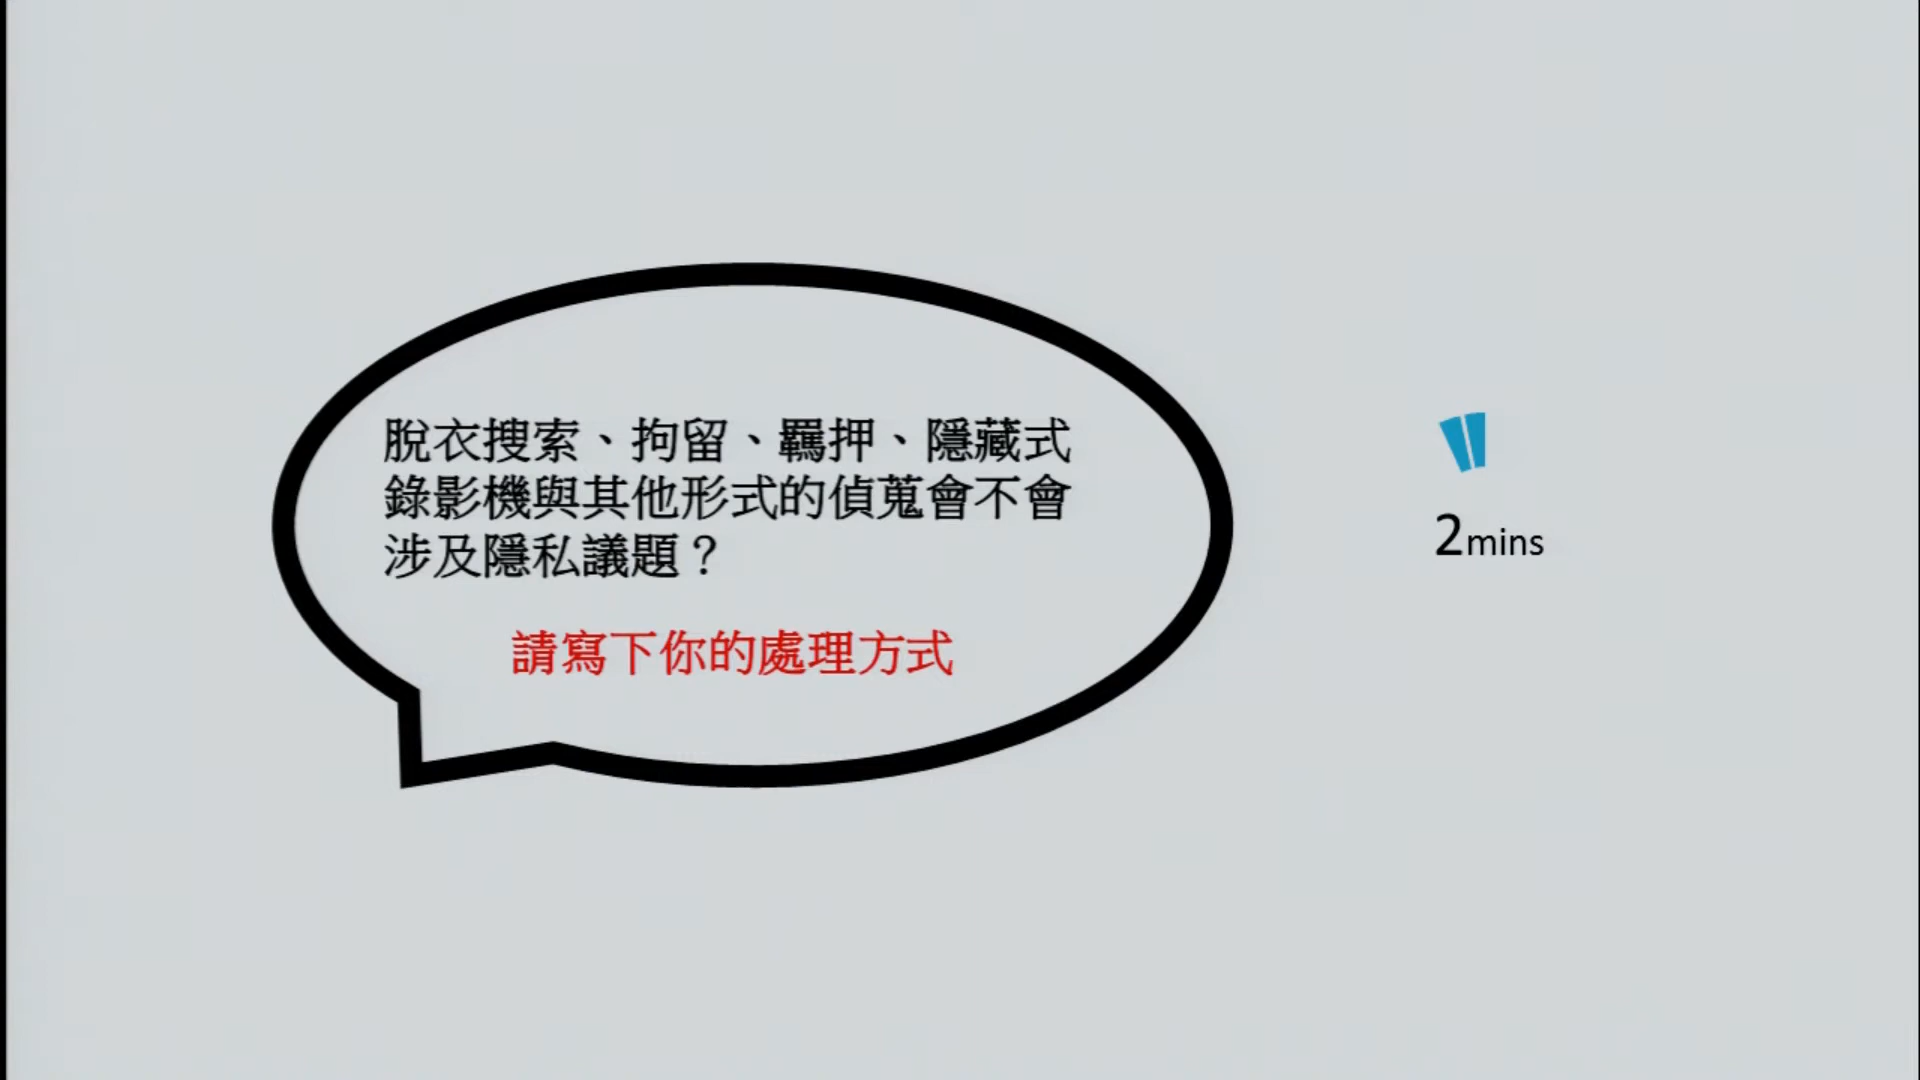 脫衣搜索、拘留、羈押、隱藏式
錄影機與其他形式的偵蒐會不會
涉及隱私議題？
請寫下你的處理方式
2mins